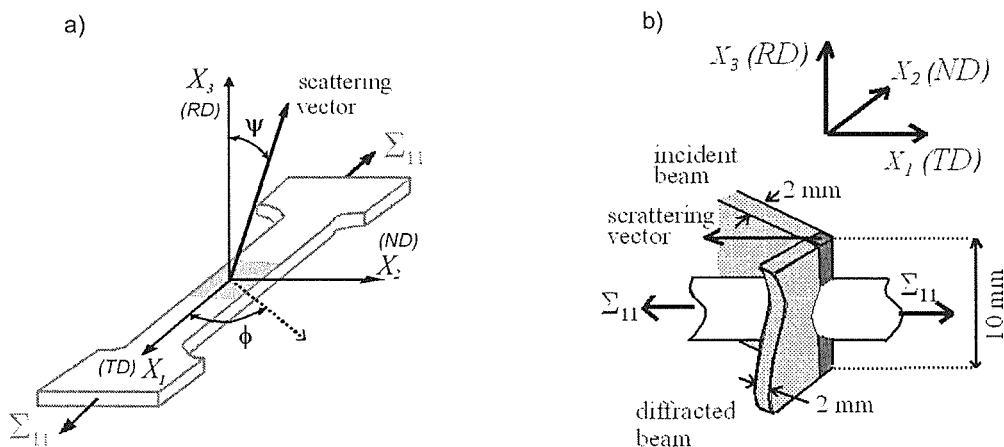 a)
X3
(RD)
scattering
vector
Ψ
Σ11
(ND)
X2
ϕ
(TD) X1
Σ11
b)
X3 (RD)
X2 (ND)
X1 (TD)
incident
beam
2 mm
scrattering
vector
Σ11
Σ11
10 mm
2 mm
diffracted
beam